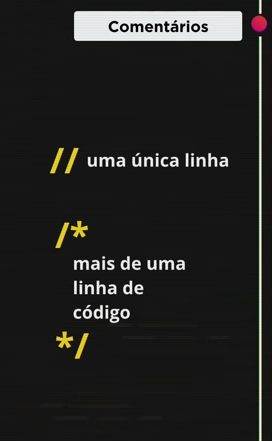 Comentários
// uma única linha
/*
mais de uma
linha de
código
*/